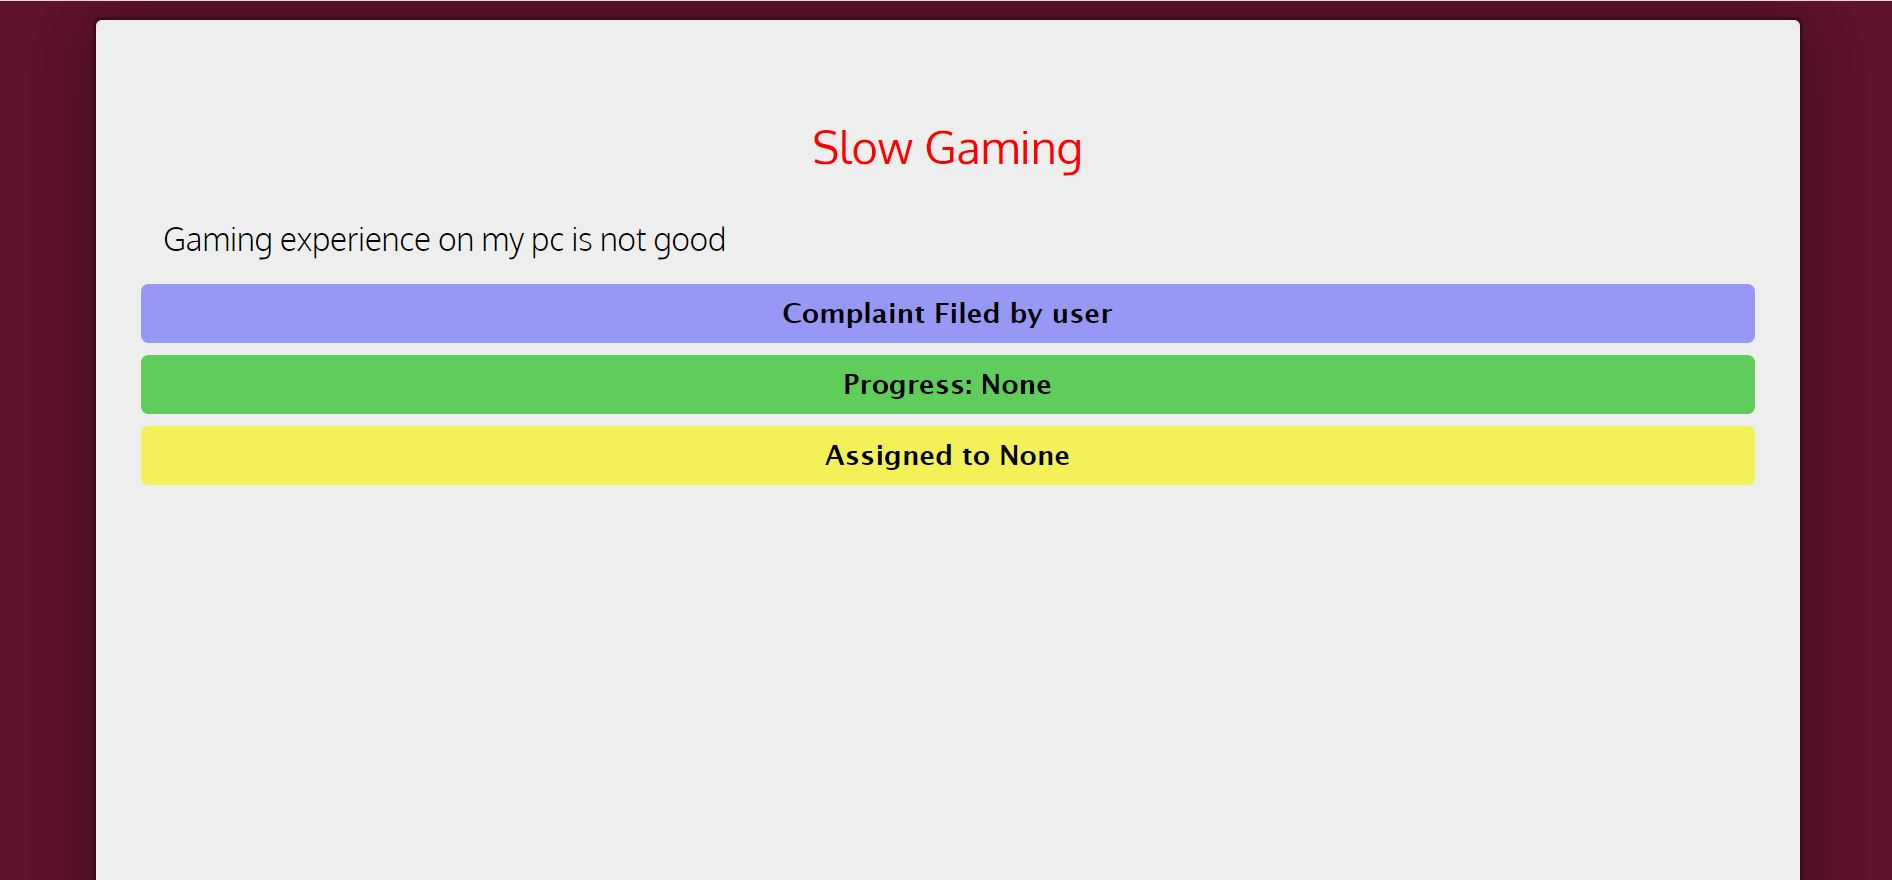 Slow Gaming
Gaming experience on my pc is not good
Complaint Filed by user
Progress: None
Assigned to None